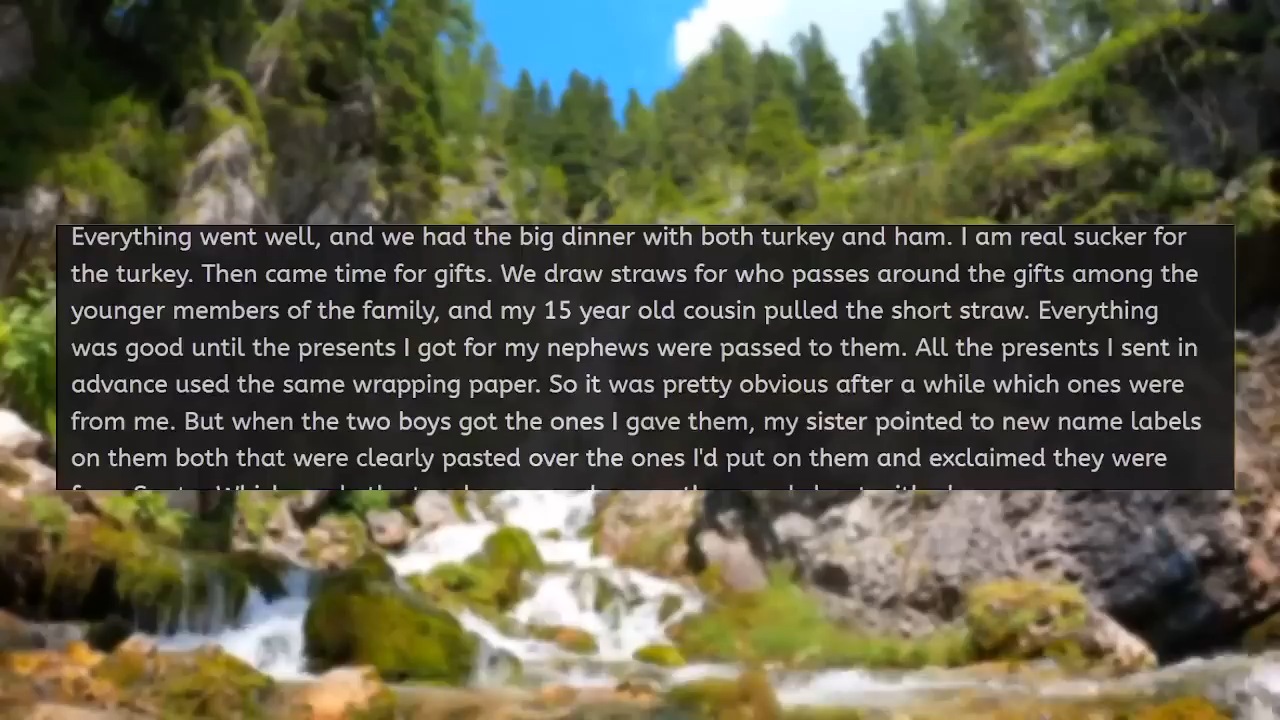 Everything went well, and we had the big dinner with both turkey and ham. I am real sucker for
the turkey. Then came time for gifts. We draw straws for who passes around the gifts among the
younger members of the family, and my 15 year old cousin pulled the short straw. Everything
was good until the presents I got for my nephews were passed to them. All the presents I sent in
advance used the same wrapping paper. So it was pretty obvious after a while which ones were
from me. But when the two boys got the ones I gave them, my sister pointed to new name labels
on them both that were clearly pasted over the ones I'd put on them and exclaimed they were